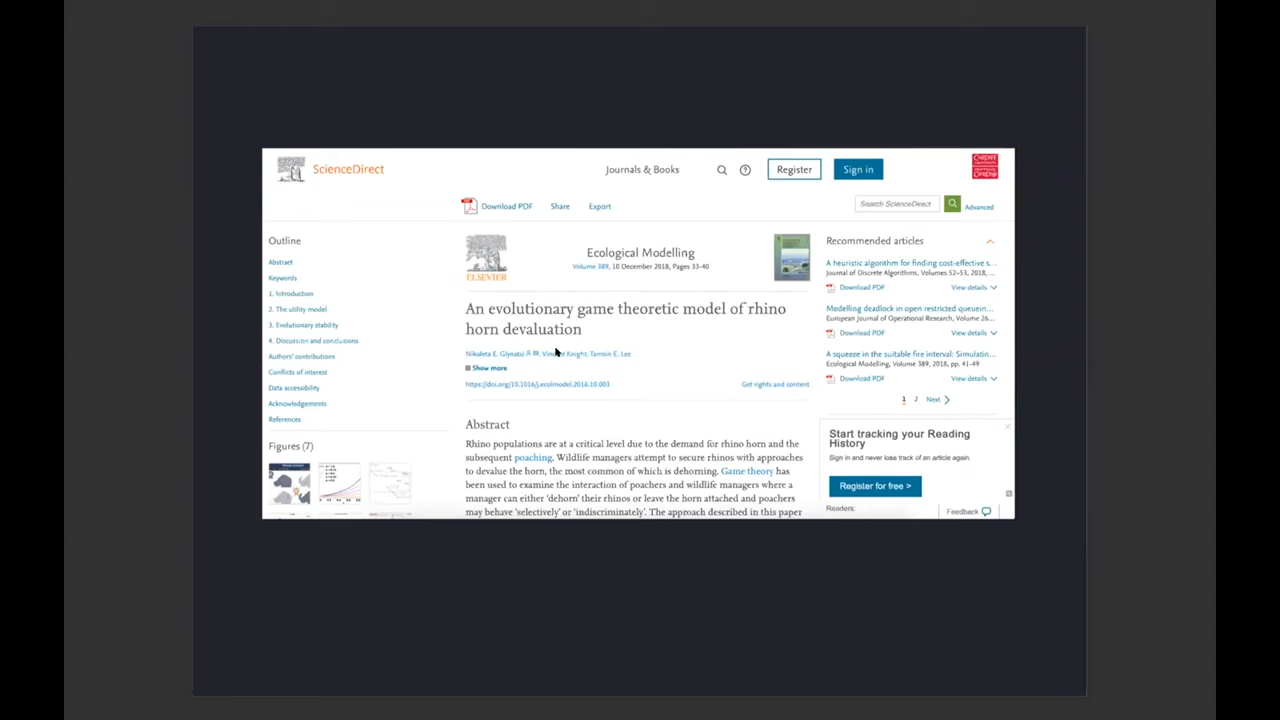 ScienceDirect
Journals & Books
Register
Sign in
CARDIFF
Download PDF
Share
Export
Search ScienceDirect
Advanced
Outline
Abstract
Keywords
1. Introduction
2. The utility model
3. Evolutionary stability
4. Discussion and conclusions
Authors' contributions
Conflicts of interest
Data accessibility
Acknowledgements
References
Figures (7)
ELSEVIER
Ecological Modelling
Volume 389, 10 December 2018, Pages 33-40
An evolutionary game theoretic model of rhino
horn devaluation
Nikoleta E. Glynatsi, Vincent Knight, Tamsin E. Lee
Show more
https://doi.org/10.1016/j.ecolmodel.2018.10.003
Get rights and content
Abstract
Rhino populations are at a critical level due to the demand for rhino horn and the
subsequent poaching. Wildlife managers attempt to secure rhinos with approaches
to devalue the horn, the most common of which is dehorning. Game theory has
been used to examine the interaction of poachers and wildlife managers where a
manager can either 'dehorn' their rhinos or leave the horn attached and poachers
may behave 'selectively' or 'indiscriminately'. The approach described in this paper
Recommended articles
A heuristic algorithm for finding cost-effective s...
Journal of Discrete Algorithms, Volumes 52–53, 2018, ...
Download PDF
View details
Modelling deadlock in open restricted queuein...
European Journal of Operational Research, Volume 26...
Download PDF
View details
A squeeze in the suitable fire interval: Simulatin...
Ecological Modelling, Volume 389, 2018, pp. 41-49
Download PDF
View details
1 2 Next
Start tracking your Reading
History
Sign in and never lose track of an article again.
Register for free >
Readers:
Feedback